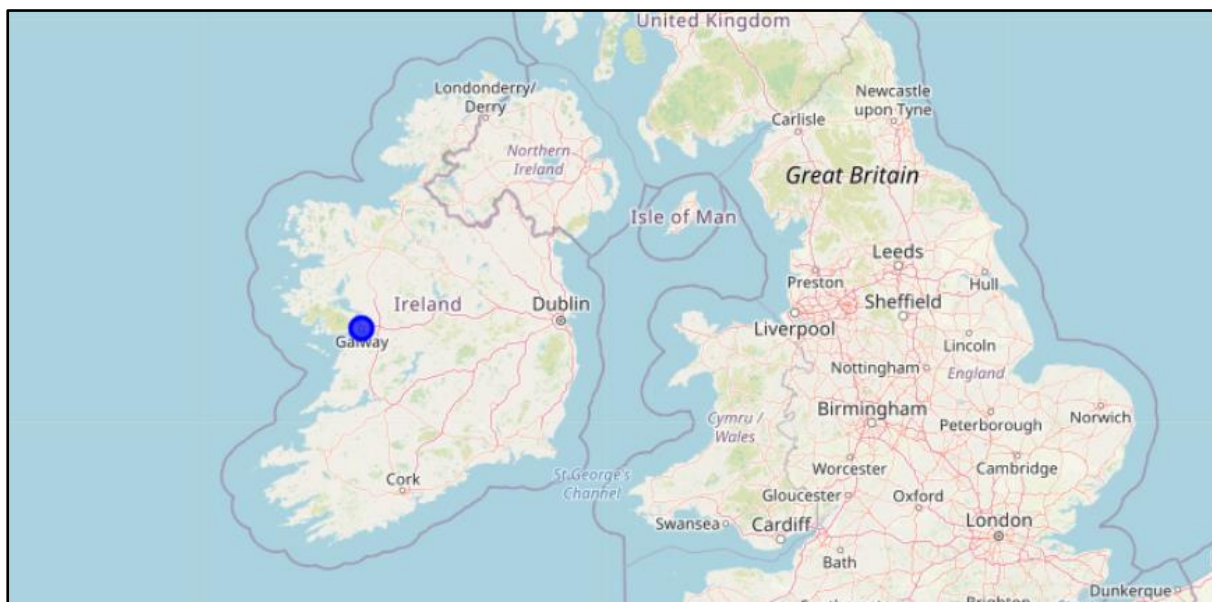 United Kingdom
Londonderry/
Derry
Newcastle
upon Tyne
Carlisle
Northern
Ireland
Great Britain
Isle of Man
Leeds
Preston
Hull
Ireland
Dublin
Sheffield
Liverpool
Galway
Lincoln
Nottingham
England
Birmingham
Norwich
Cymru /
Wales
Peterborough
Worcester
Cambridge
Cork
St George's
Channel
Gloucester
Oxford
Swansea
Cardiff
London
Bath
Dunkerque
Brighton